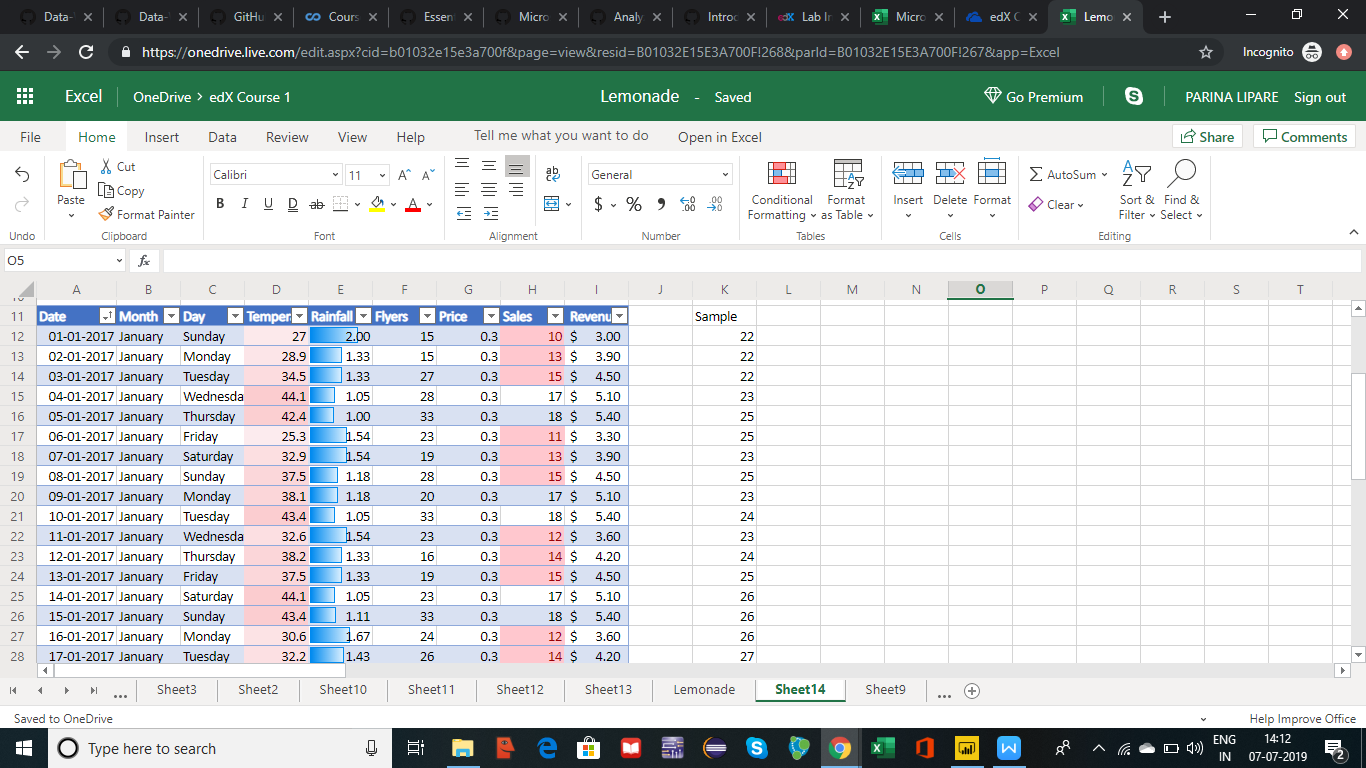 Data- Data- GitHu Cours Essen Micro Analy Introc Lab In Micro edX C Lemo
https://onedrive.live.com/edit.aspx?cid=b01032e15e3a700f&page=view&resid=B01032E15E3A700F!268&parId=B01032E15E3A700F!267&app=Excel Incognito
Excel OneDrive > edX Course 1 Lemonade - Saved Go Premium PARINA LIPARE Sign out
File Home Insert Data Review View Help Tell me what you want to do Open in Excel Share Comments
Cut
Copy
Format Painter
Paste
Calibri 11
B I U D ab A
General
$ % 9 .00
Conditional Formatting Format as Table
Insert Delete Format
AutoSum
Clear
Sort & Filter Find & Select
Undo Clipboard Font Alignment Number Tables Cells Editing
O5 fx
A B C D E F G H I J K L M N O P Q R S T
11 Date Month Day Temper Rainfall Flyers Price Sales Revenu Sample
12 01-01-2017 January Sunday 27 2.00 15 0.3 10 $ 3.00 22
13 02-01-2017 January Monday 28.9 1.33 15 0.3 13 $ 3.90 22
14 03-01-2017 January Tuesday 34.5 1.33 27 0.3 15 $ 4.50 22
15 04-01-2017 January Wednesda 44.1 1.05 28 0.3 17 $ 5.10 23
16 05-01-2017 January Thursday 42.4 1.00 33 0.3 18 $ 5.40 25
17 06-01-2017 January Friday 25.3 1.54 23 0.3 11 $ 3.30 25
18 07-01-2017 January Saturday 32.9 1.54 19 0.3 13 $ 3.90 23
19 08-01-2017 January Sunday 37.5 1.18 28 0.3 15 $ 4.50 25
20 09-01-2017 January Monday 38.1 1.18 20 0.3 17 $ 5.10 23
21 10-01-2017 January Tuesday 43.4 1.05 33 0.3 18 $ 5.40 24
22 11-01-2017 January Wednesda 32.6 1.54 23 0.3 12 $ 3.60 23
23 12-01-2017 January Thursday 38.2 1.33 16 0.3 14 $ 4.20 24
24 13-01-2017 January Friday 37.5 1.33 19 0.3 15 $ 4.50 25
25 14-01-2017 January Saturday 44.1 1.05 23 0.3 17 $ 5.10 26
26 15-01-2017 January Sunday 43.4 1.11 33 0.3 18 $ 5.40 26
27 16-01-2017 January Monday 30.6 1.67 24 0.3 12 $ 3.60 26
28 17-01-2017 January Tuesday 32.2 1.43 26 0.3 14 $ 4.20 27
... Sheet3 Sheet2 Sheet10 Sheet11 Sheet12 Sheet13 Lemonade Sheet14 Sheet9 ...
Saved to OneDrive Help Improve Office
Type here to search ENG IN 14:12 07-07-2019 2